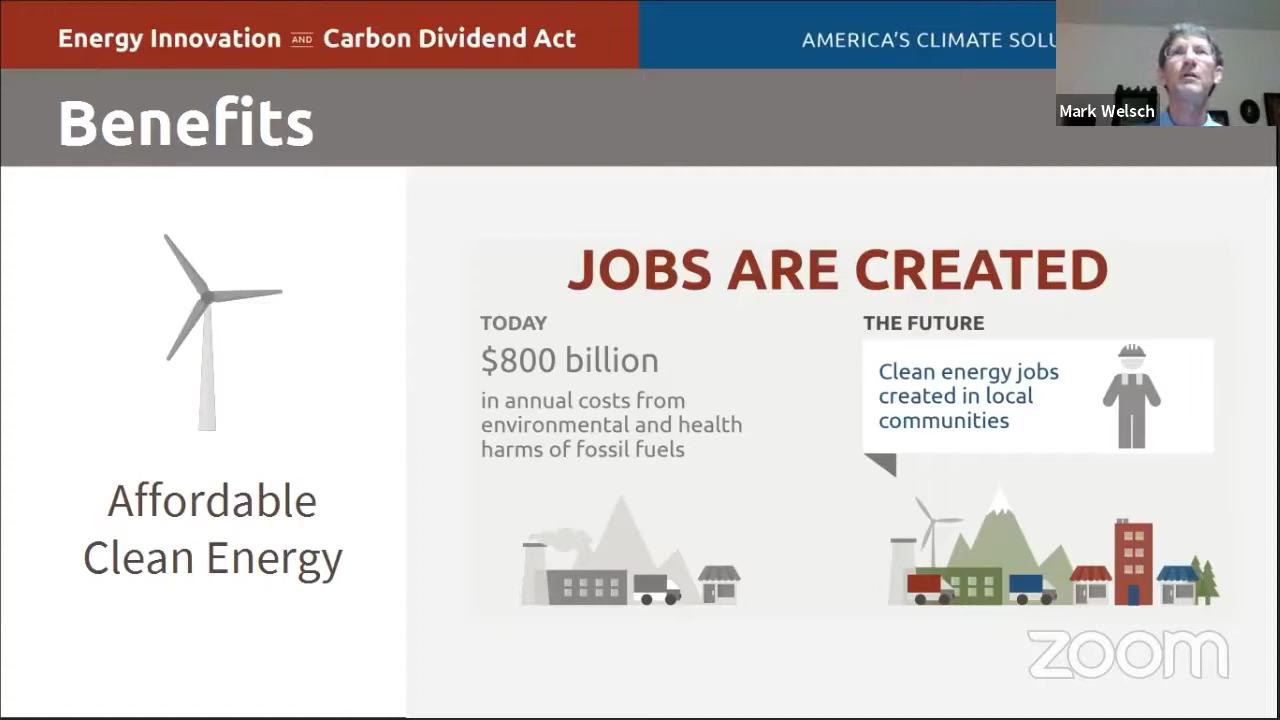 Energy Innovation AND Carbon Dividend Act
AMERICA'S CLIMATE
Mark Welsch
Benefits
Affordable
Clean Energy
JOBS ARE CREATED
TODAY
$800 billion
in annual costs from
environmental and health
harms of fossil fuels
THE FUTURE
Clean energy jobs
created in local
communities
zoom